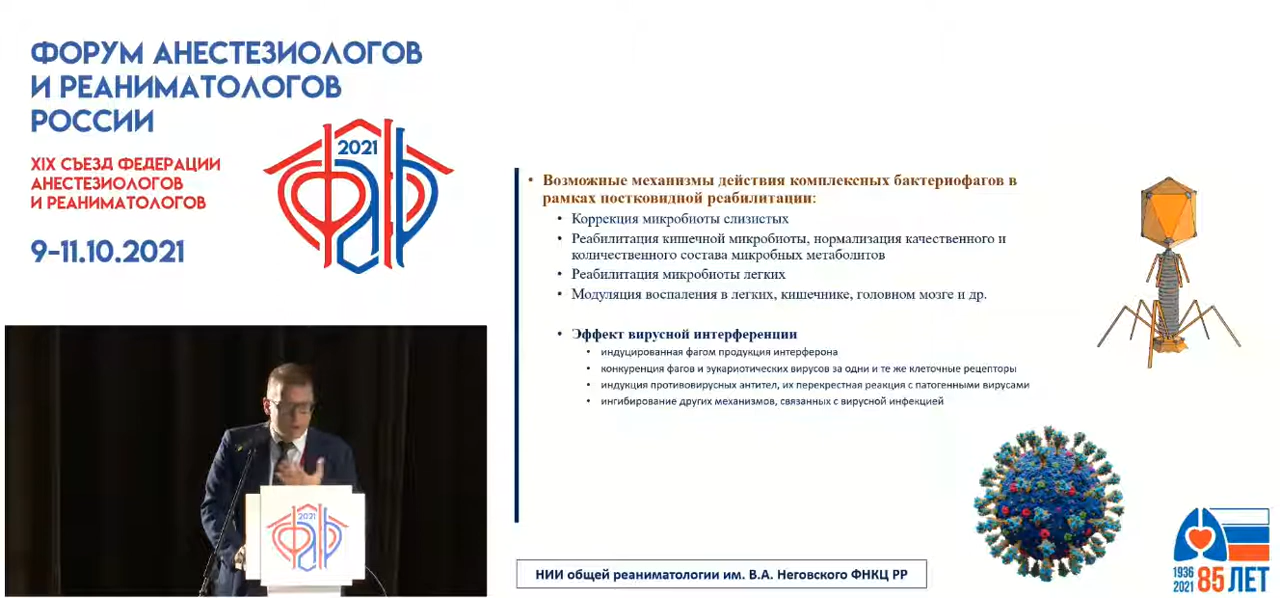 ФОРУМ АНЕСТЕЗИОЛОГОВ
И РЕАНИМАТОЛОГОВ
РОССИИ
XIX СЪЕЗД ФЕДЕРАЦИИ
АНЕСТЕЗИОЛОГОВ
И РЕАНИМАТОЛОГОВ
9-11.10.2021
2021
ФАР
• Возможные механизмы действия комплексных бактериофагов в
рамках постковидной реабилитации:
• Коррекция микробиоты слизистых
• Реабилитация кишечной микробиоты, нормализация качественного и
количественного состава микробных метаболитов
• Реабилитация микробиоты легких
• Модуляция воспаления в легких, кишечнике, головном мозге и др.
• Эффект вирусной интерференции
• индуцированная фагом продукция интерферона
• конкуренция фагов и эукариотических вирусов за одни и те же клеточные рецепторы
• индукция противовирусных антител, их перекрестная реакция с патогенными вирусами
• ингибирование других механизмов, связанных с вирусной инфекцией
2021
ФАР
НИИ общей реаниматологии им. В.А. Неговского ФНКЦ РР
1936
2021 85 ЛЕТ